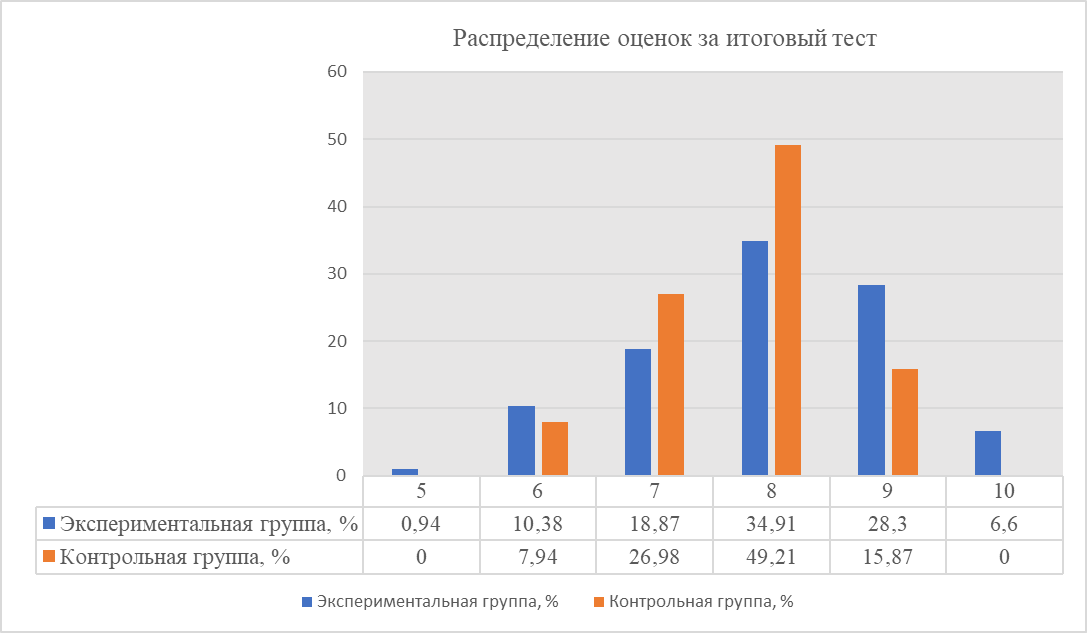 Распределение оценок за итоговый тест
60
50
40
30
20
10
0
5 6 7 8 9 10
Экспериментальная группа, % 0,94 10,38 18,87 34,91 28,3 6,6
Контрольная группа, % 0 7,94 26,98 49,21 15,87 0
Экспериментальная группа, % Контрольная группа, %